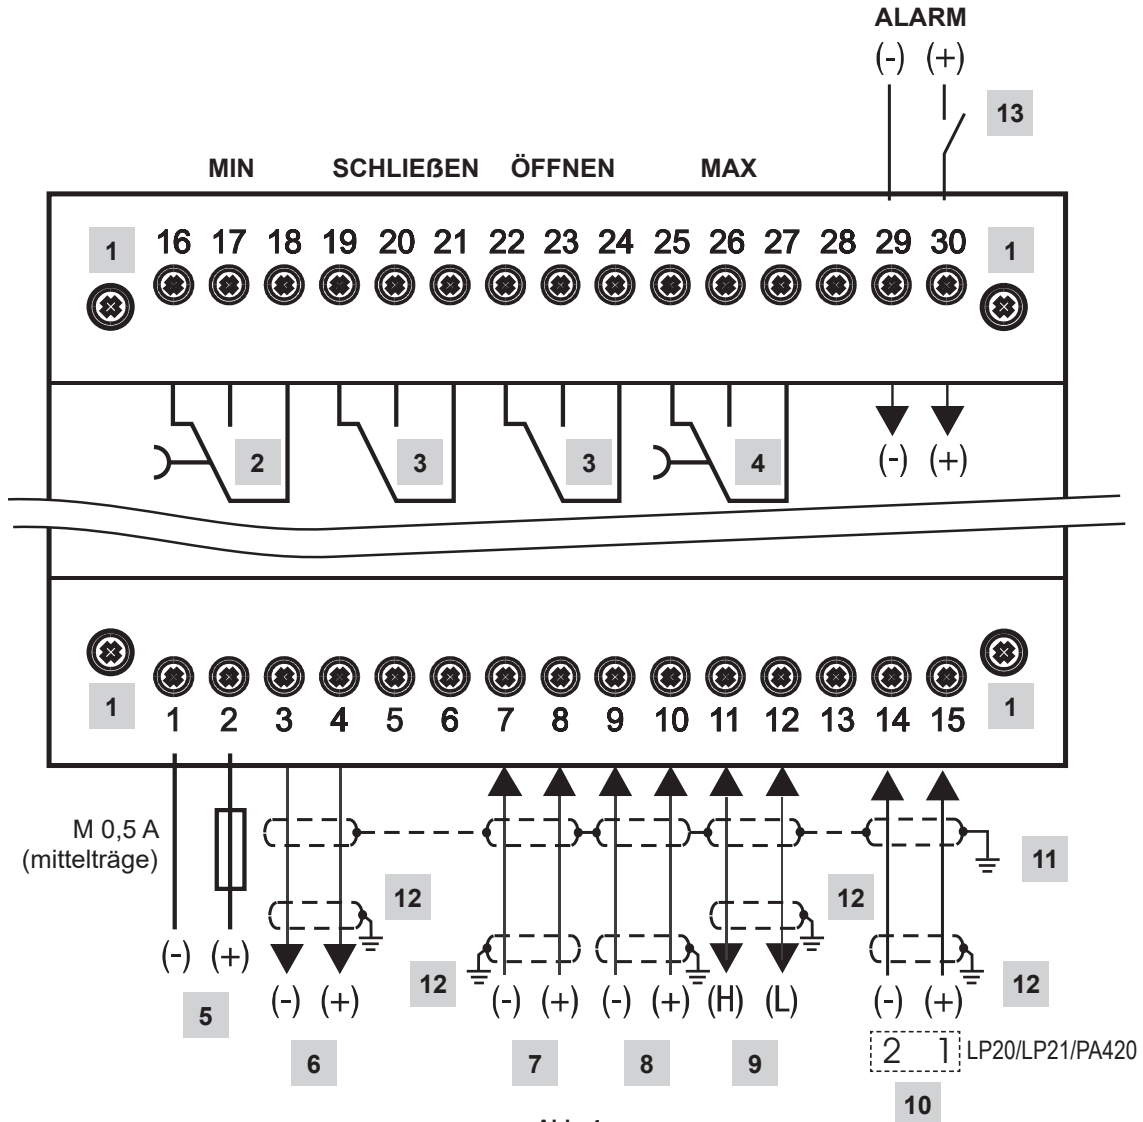 ALARM
(-) (+)
13
MIN SCHLIEßEN ÖFFNEN MAX
1 16 17 18 19 20 21 22 23 24 25 26 27 28 29 30 1
2 3 3 4 (-) (+)
1 1 2 3 4 5 6 7 8 9 10 11 12 13 14 15 1
M 0,5 A
(mittelträge)
11
12 12
(-) (+)
12 12
5
(-) (+) (-) (+) (-) (+) (H) (L) (-) (+)
2 1 LP20/LP21/PA420
6 7 8 9
10